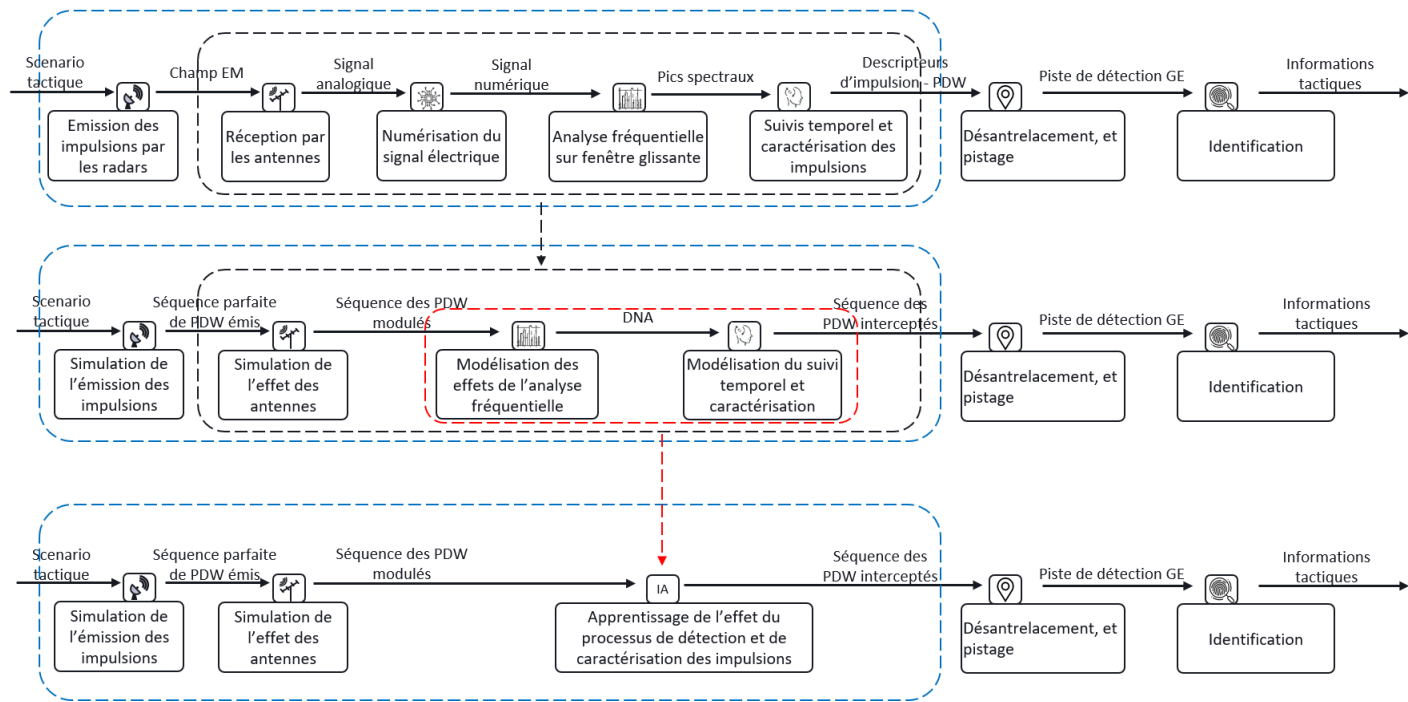 Scenario
tactique
Champ EM
Signal
analogique
Signal
numérique
Pics spectraux
Descripteurs
d’impulsion - PDW
Piste de détection GE
Informations
tactiques
Emission des
impulsions par
les radars
Réception par
les antennes
Numérisation du
signal électrique
Analyse fréquentielle
sur fenêtre glissante
Suivis temporel et
caractérisation des
impulsions
Désantrelacement, et
pistage
Identification
Scenario
tactique
Séquence parfaite
de PDW émis
Séquence des PDW
modulés
DNA
Séquence des
PDW interceptés
Piste de détection GE
Informations
tactiques
Simulation de
l’émission des
impulsions
Simulation de
l’effet des
antennes
Modélisation des
effets de l’analyse
fréquentielle
Modélisation du suivi
temporel et
caractérisation
Désantrelacement, et
pistage
Identification
Scenario
tactique
Séquence parfaite
de PDW émis
Séquence des PDW
modulés
IA
Séquence des
PDW interceptés
Piste de détection GE
Informations
tactiques
Simulation de
l’émission des
impulsions
Simulation de
l’effet des
antennes
Apprentissage de l’effet du
processus de détection et de
caractérisation des impulsions
Désantrelacement, et
pistage
Identification